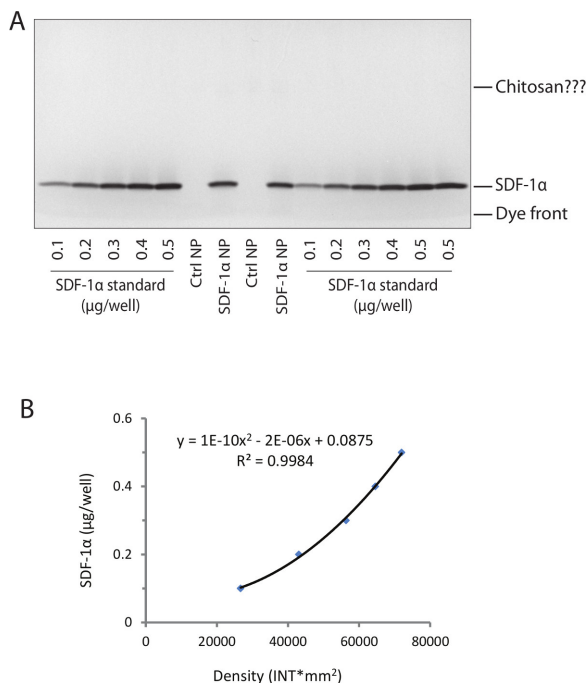 A
Chitosan???
SDF-1α
Dye front
0.1 0.2 0.3 0.4 0.5 Ctrl NP SDF-1α NP Ctrl NP SDF-1α NP 0.1 0.2 0.3 0.4 0.5 0.5
SDF-1α standard
(μg/well)
SDF-1α standard
(μg/well)
B
y = 1E-10x² - 2E-06x + 0.0875
R² = 0.9984
SDF-1α (μg/well)
0.6
0.4
0.2
0
0 20000 40000 60000 80000
Density (INT*mm²)